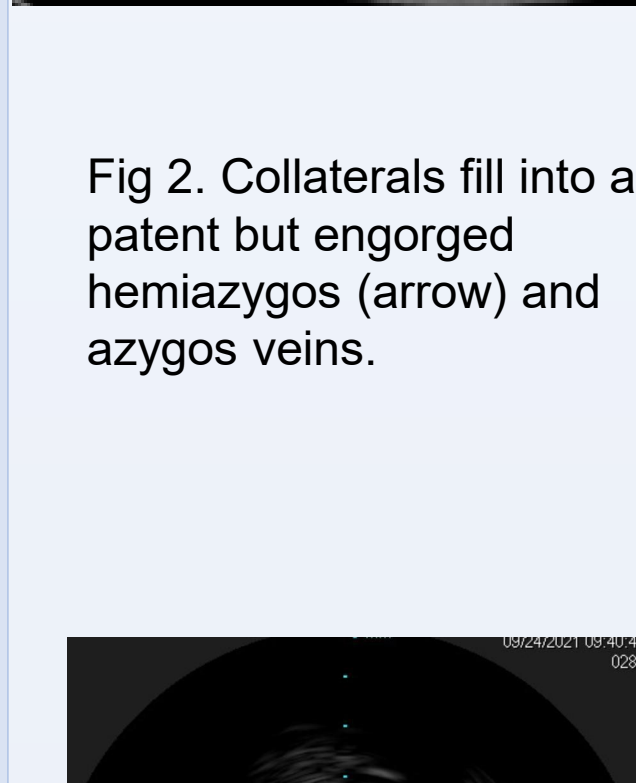 Fig 2. Collaterals fill into a
patent but engorged
hemiazygos (arrow) and
azygos veins.
09/24/2021 09:40:4
028